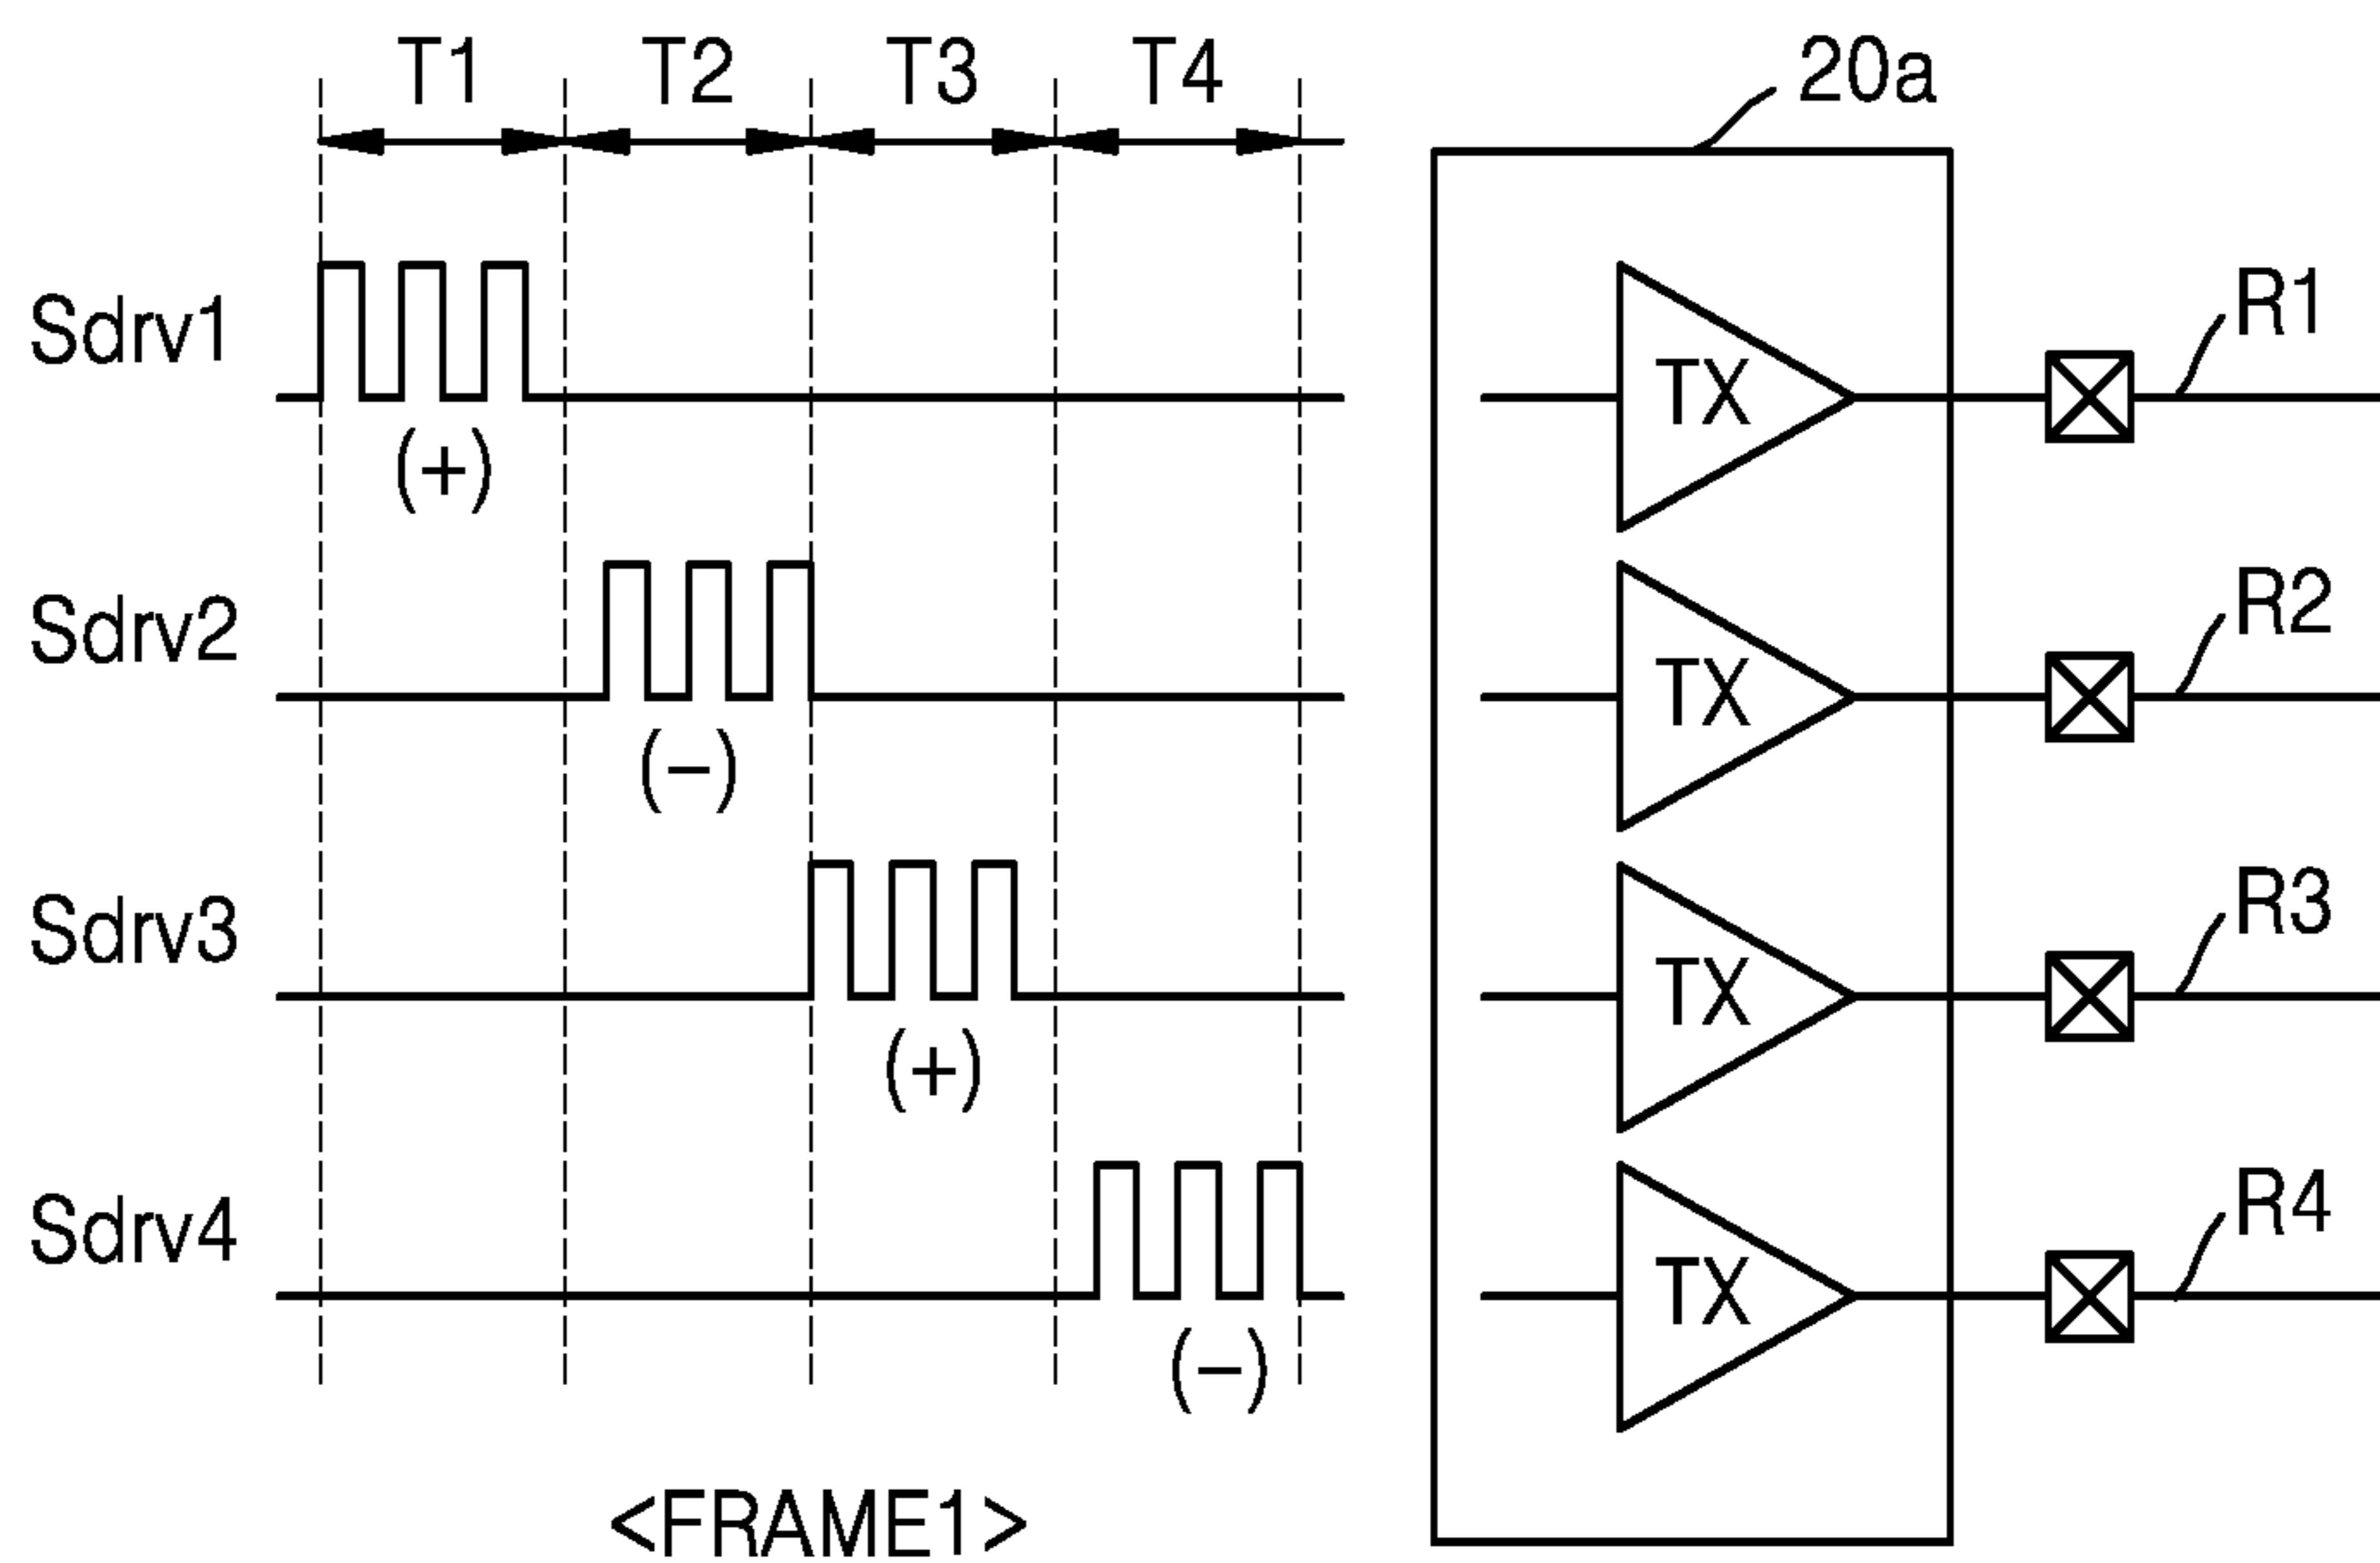 T1 T2 T3 T4
20a
Sdrv1
(+)
TX
R1
Sdrv2
(−)
TX
R2
Sdrv3
(+)
TX
R3
Sdrv4
(−)
TX
R4
<FRAME1>